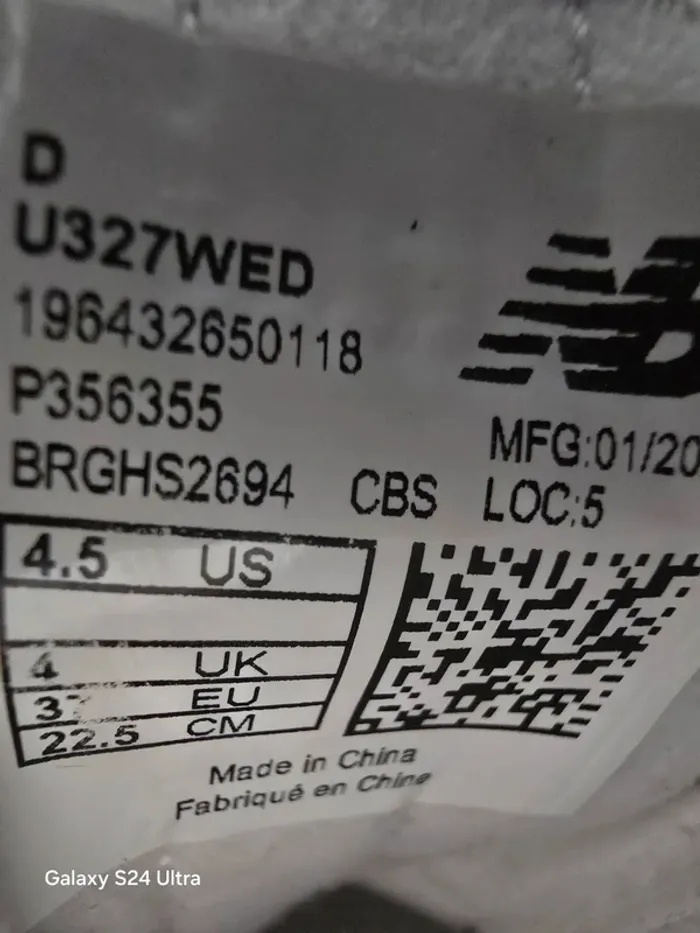 D
U327WED
196432650118
P356355
BRGHS2694 CBS
NB
MFG:01/20
LOC:5
4.5 US
4 UK
EU
22.5 CM
Made in China
Fabriqué en Chine
Galaxy S24 Ultra